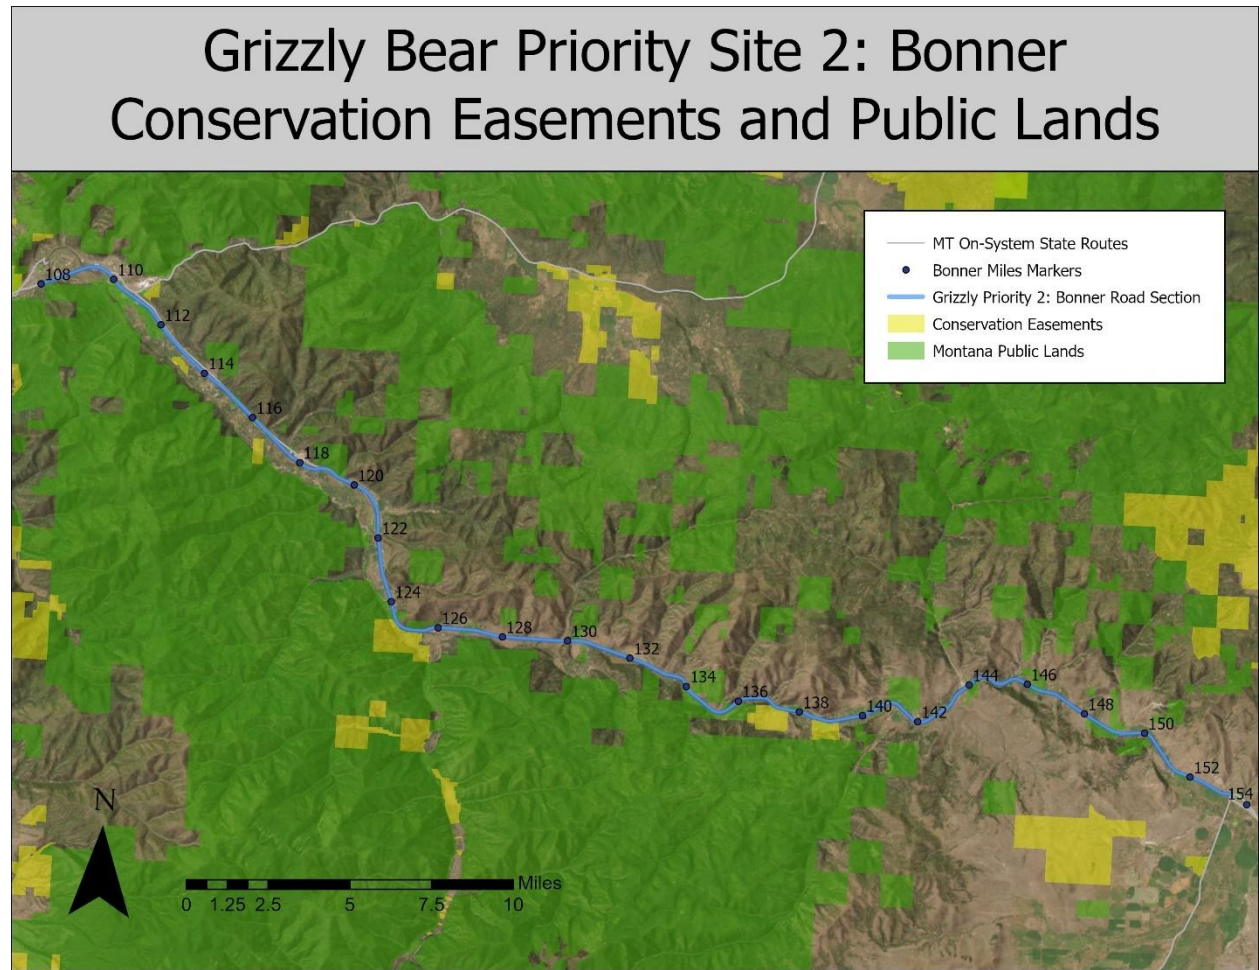 Grizzly Bear Priority Site 2: Bonner
Conservation Easements and Public Lands
MT On-System State Routes
Bonner Miles Markers
Grizzly Priority 2: Bonner Road Section
Conservation Easements
Montana Public Lands
108
110
112
114
116
118
120
122
124
126
128
130
132
134
136
138
140
142
144
146
148
150
152
154
N
Miles
0 1.25 2.5 5 7.5 10